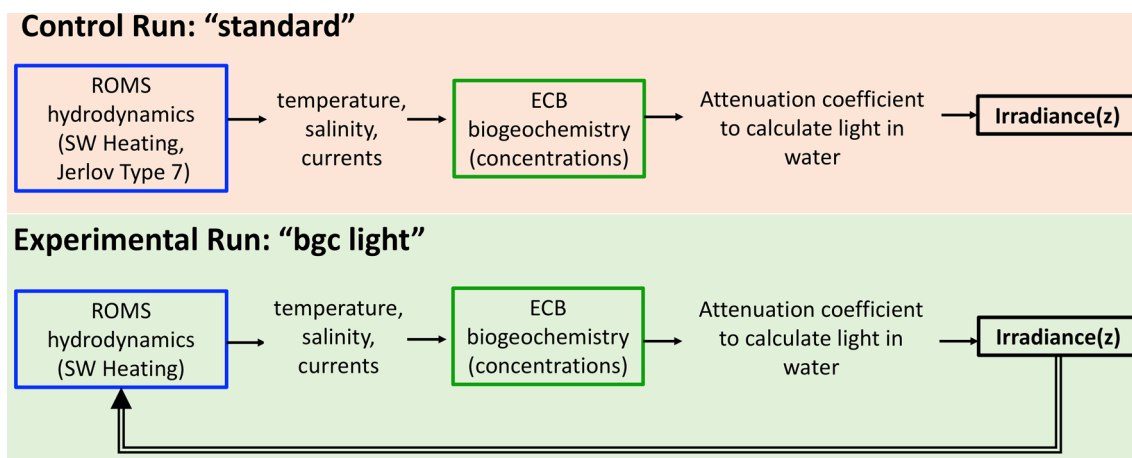 Control Run: “standard”
ROMS
hydrodynamics
(SW Heating,
Jerlov Type 7)
temperature,
salinity,
currents
ECB
biogeochemistry
(concentrations)
Attenuation coefficient
to calculate light in
water
Irradiance(z)
Experimental Run: “bgc light”
ROMS
hydrodynamics
(SW Heating)
temperature,
salinity,
currents
ECB
biogeochemistry
(concentrations)
Attenuation coefficient
to calculate light in
water
Irradiance(z)